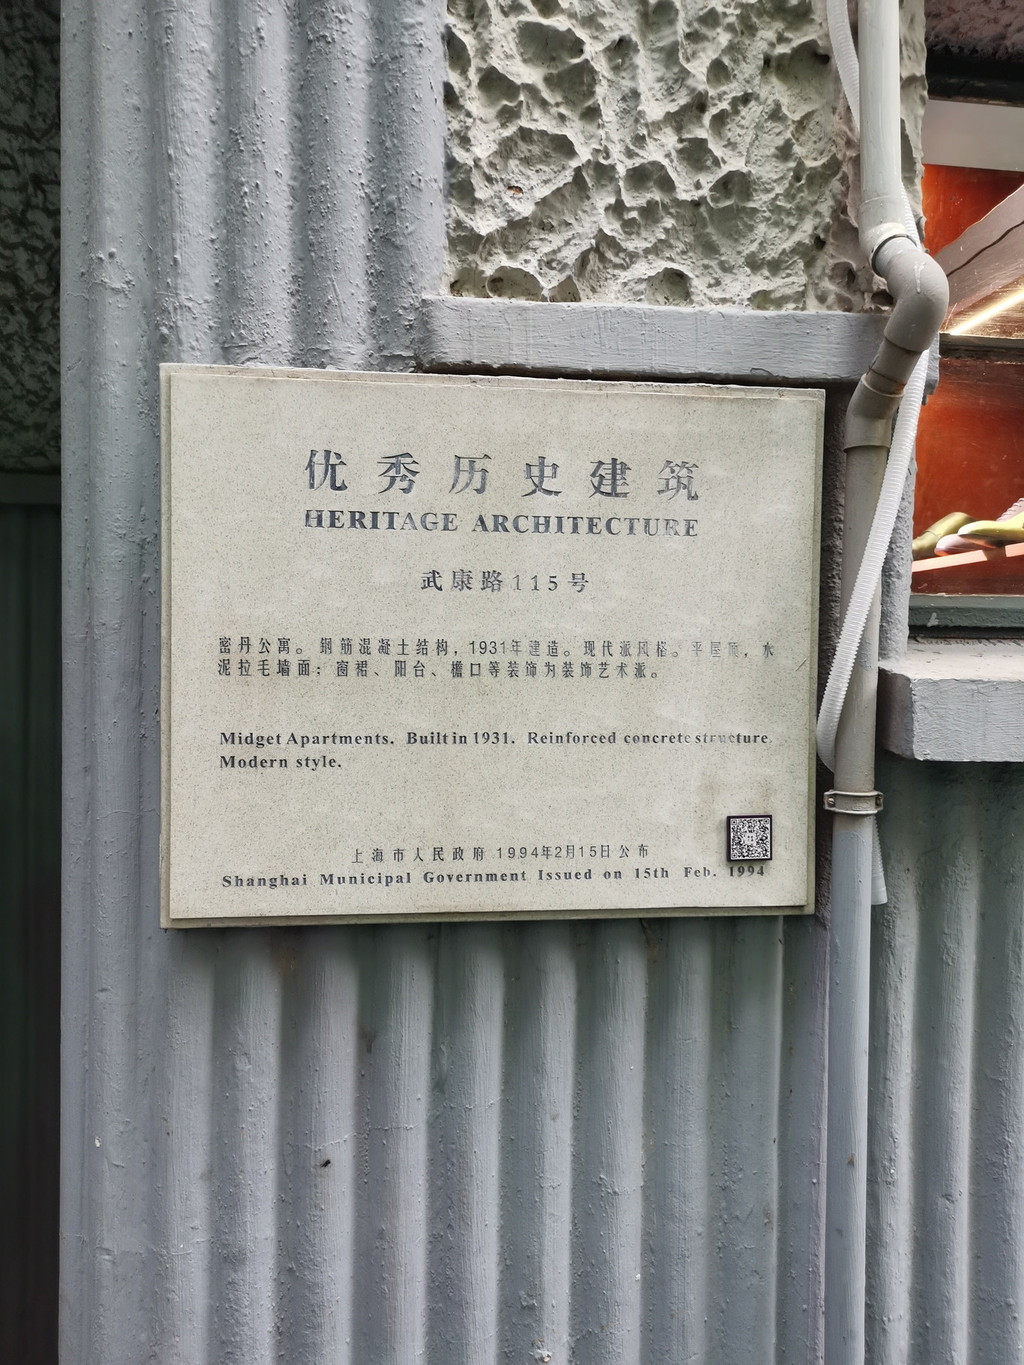 优秀历史建筑
HERITAGE ARCHITECTURE
武康路115号
密丹公寓。钢筋混凝土结构，1931年建造。现代派风格。平屋顶，水
泥拉毛墙面；窗裙、阳台、檐口等装饰为装饰艺术派。
Midget Apartments. Built in 1931. Reinforced concrete structure.
Modern style.
上海市人民政府 1994年2月15日公布
Shanghai Municipal Government Issued on 15th Feb. 1994